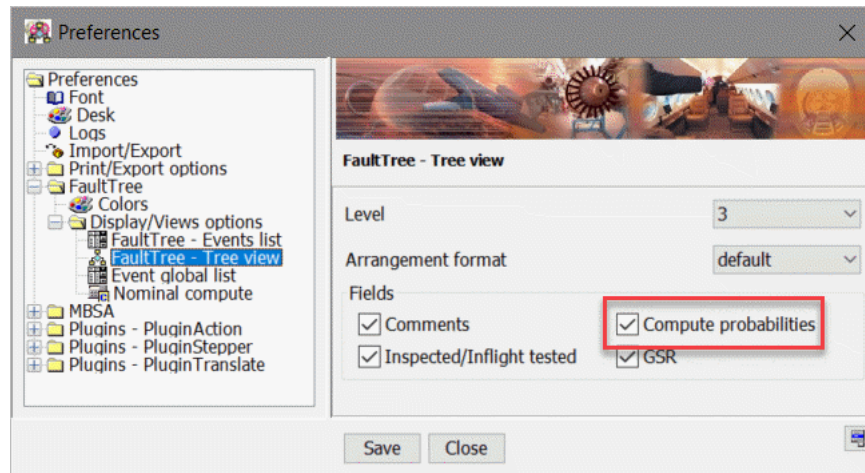 Preferences
Preferences
Font
Desk
Logs
Import/Export
Print/Export options
FaultTree
Colors
Display/Views options
FaultTree - Events list
FaultTree - Tree view
Event global list
Nominal compute
MBSA
Plugins - PluginAction
Plugins - PluginStepper
Plugins - PluginTranslate
FaultTree - Tree view
Level 3
Arrangement format default
Fields
Comments Compute probabilities
Inspected/Inflight tested GSR
Save Close